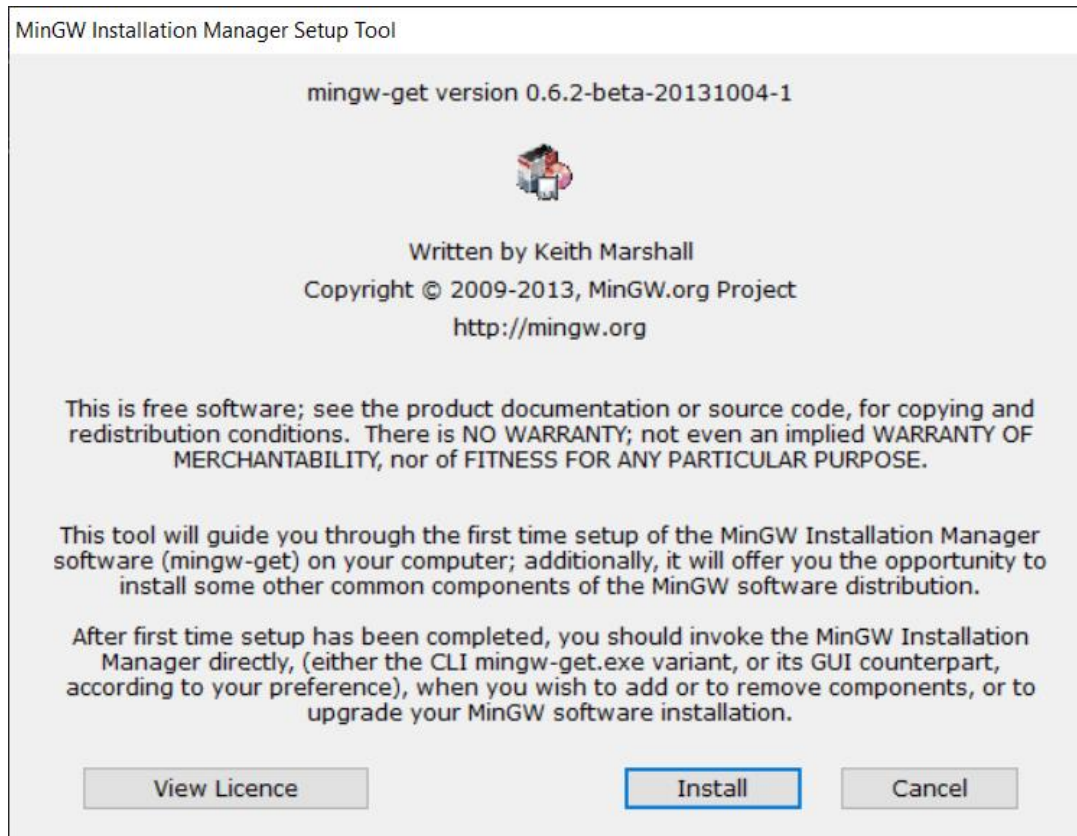 MinGW Installation Manager Setup Tool
mingw-get version 0.6.2-beta-20131004-1
Written by Keith Marshall
Copyright © 2009-2013, MinGW.org Project
http://mingw.org
This is free software; see the product documentation or source code, for copying and
redistribution conditions.  There is NO WARRANTY; not even an implied WARRANTY OF
MERCHANTABILITY, nor of FITNESS FOR ANY PARTICULAR PURPOSE.
This tool will guide you through the first time setup of the MinGW Installation Manager
software (mingw-get) on your computer; additionally, it will offer you the opportunity to
install some other common components of the MinGW software distribution.
After first time setup has been completed, you should invoke the MinGW Installation
Manager directly, (either the CLI mingw-get.exe variant, or its GUI counterpart,
according to your preference), when you wish to add or to remove components, or to
upgrade your MinGW software installation.
View Licence
Install
Cancel